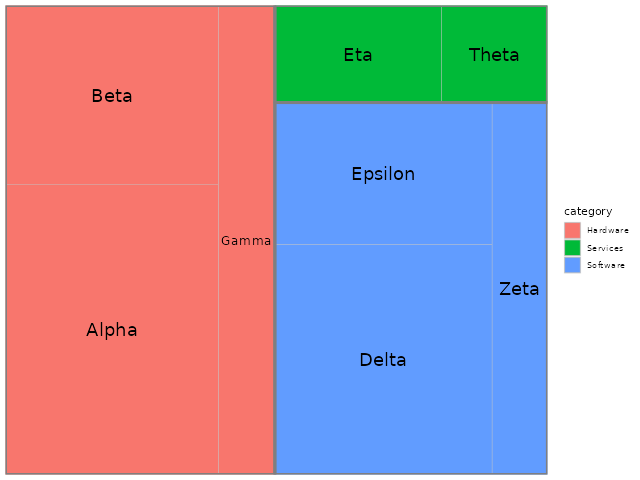 Beta
Gamma
Alpha
Eta
Theta
Epsilon
Zeta
Delta
category
Hardware
Services
Software